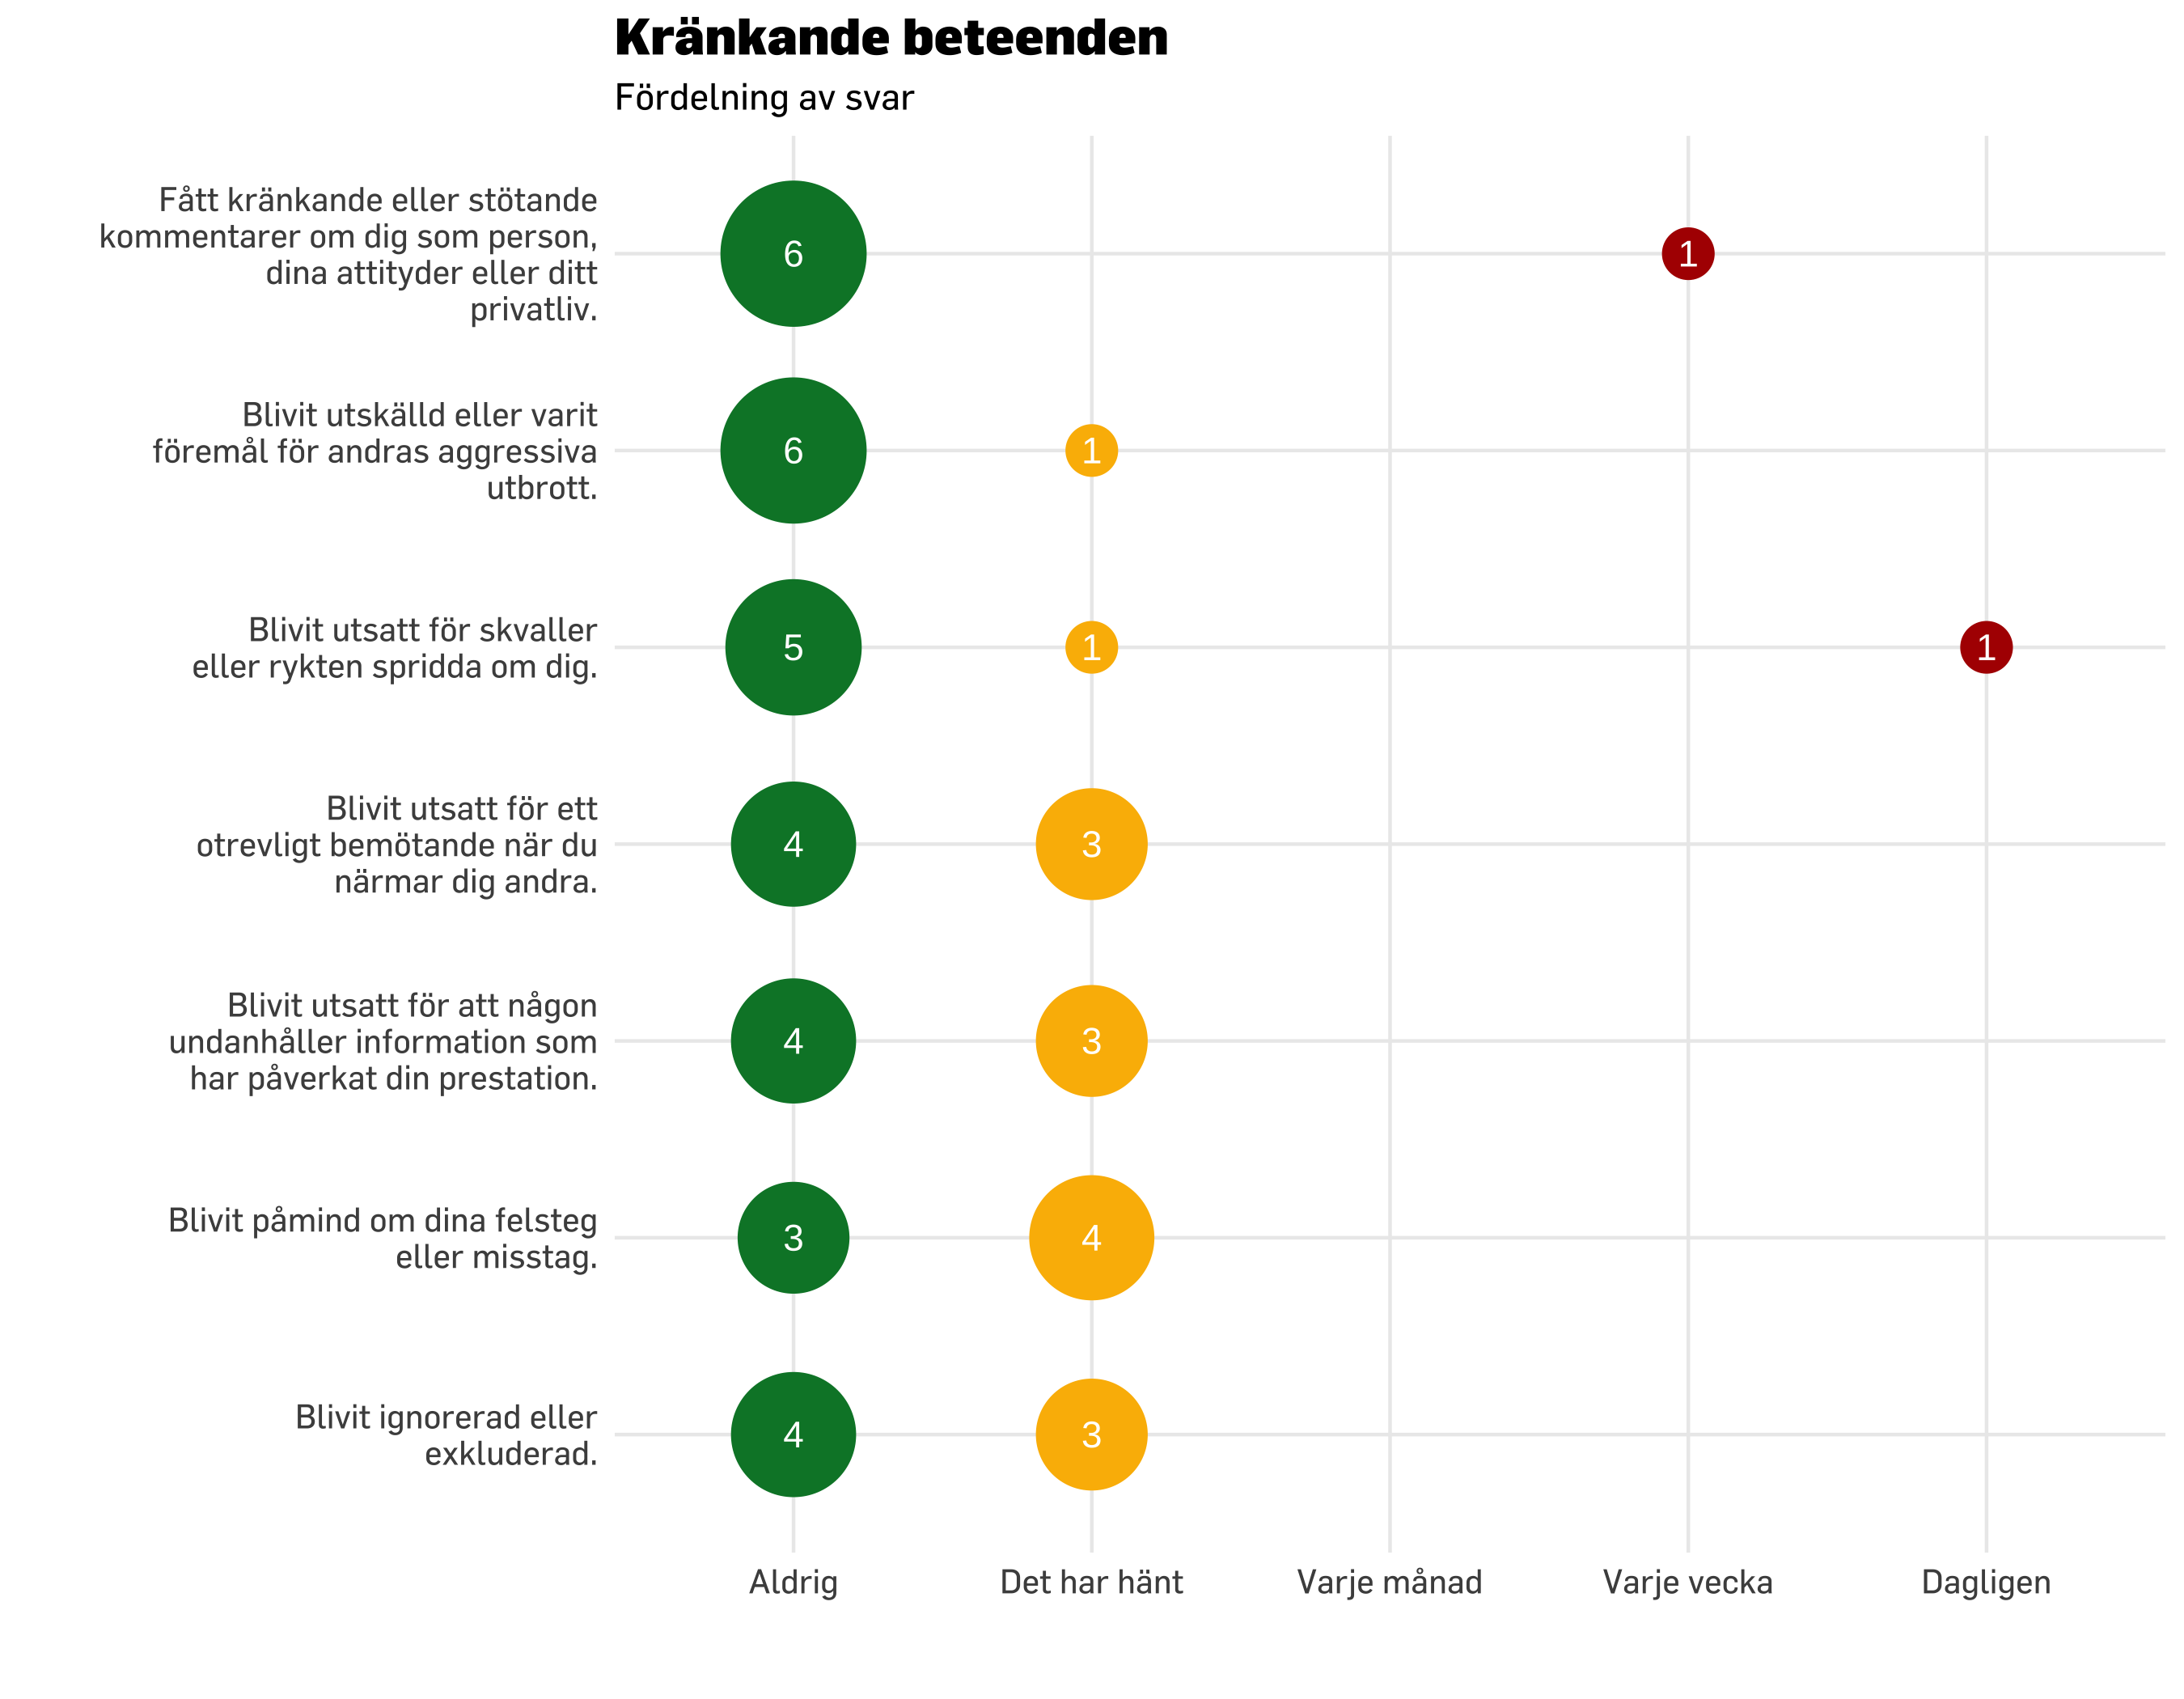 Kränkande beteenden
Fördelning av svar
Fått kränkande eller stötande
kommentarer om dig som person,
dina attityder eller ditt
privatliv.
6
1
Blivit utskälld eller varit
föremål för andras aggressiva
utbrott.
6
1
Blivit utsatt för skvaller
eller rykten spridda om dig.
5
1
1
Blivit utsatt för ett
otrevligt bemötande när du
närmar dig andra.
4
3
Blivit utsatt för att någon
undanhåller information som
har påverkat din prestation.
4
3
Blivit påmind om dina felsteg
eller misstag.
3
4
Blivit ignorerad eller
exkluderad.
4
3
Aldrig
Det har hänt
Varje månad
Varje vecka
Dagligen